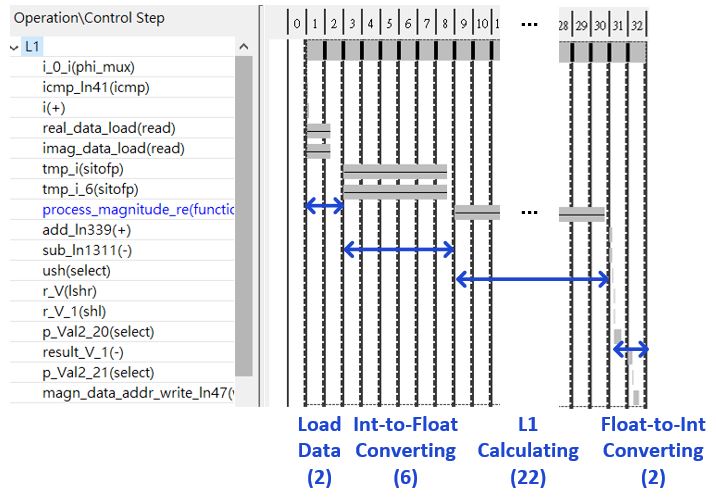 Operation\Control Step
0 1 2 3 4 5 6 7 8 9 10 1 ... 28 29 30 31 32
L1
i_0_i(phi_mux)
icmp_ln41(icmp)
i(+)
real_data_load(read)
imag_data_load(read)
tmp_i(sitofp)
tmp_i_6(sitofp)
process_magnitude_re(functic
...
add_ln339(+)
sub_ln1311(-)
ush(select)
r_V(lshr)
r_V_1(shl)
p_Val2_20(select)
result_V_1(-)
p_Val2_21(select)
magn_data_addr_write_ln47(
Load Data (2)
Int-to-Float Converting (6)
L1 Calculating (22)
Float-to-Int Converting (2)